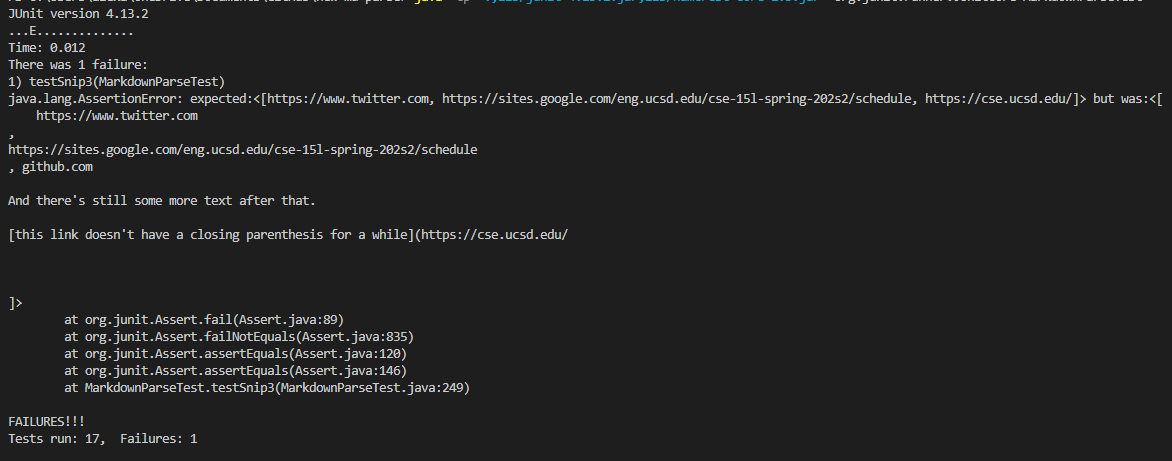 JUnit version 4.13.2
...E..............
Time: 0.012
There was 1 failure:
1) testSnip3(MarkdownParseTest)
java.lang.AssertionError: expected:<[https://www.twitter.com, https://sites.google.com/eng.ucsd.edu/cse-15l-spring-202s2/schedule, https://cse.ucsd.edu/]> but was:<[
https://www.twitter.com
,
https://sites.google.com/eng.ucsd.edu/cse-15l-spring-202s2/schedule
, github.com
And there's still some more text after that.
[this link doesn't have a closing parenthesis for a while](https://cse.ucsd.edu/
]>
at org.junit.Assert.fail(Assert.java:89)
at org.junit.Assert.failNotEquals(Assert.java:835)
at org.junit.Assert.assertEquals(Assert.java:120)
at org.junit.Assert.assertEquals(Assert.java:146)
at MarkdownParseTest.testSnip3(MarkdownParseTest.java:249)
FAILURES!!!
Tests run: 17,  Failures: 1